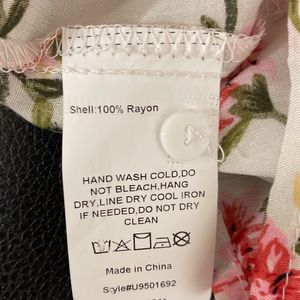 Shell:100% Rayon
HAND WASH COLD,DO
NOT BLEACH,HANG
DRY,LINE DRY COOL IRON
IF NEEDED,DO NOT DRY
CLEAN
Made in China
Style#U9501692